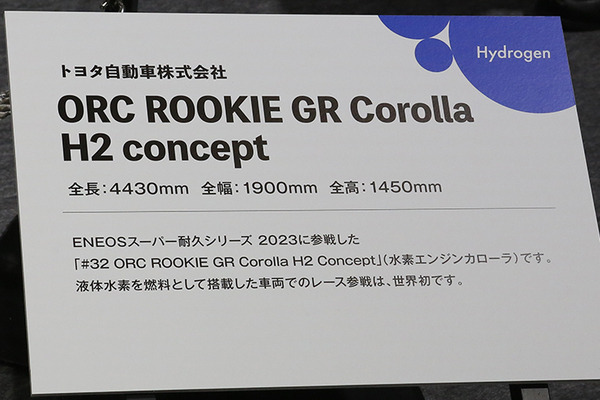 Hydrogen
トヨタ自動車株式会社
ORC ROOKIE GR Corolla
H2 concept
全長：4430mm 全幅：1900mm 全高：1450mm
ENEOSスーパー耐久シリーズ 2023に参戦した
「#32 ORC ROOKIE GR Corolla H2 Concept」（水素エンジンカローラ）です。
液体水素を燃料として搭載した車両でのレース参戦は、世界初です。